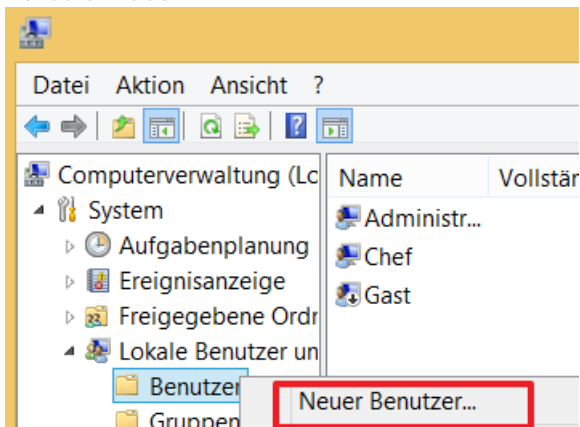 Datei Aktion Ansicht ?
Computerverwaltung (Lo
Name Vollstän
System
Administr...
Aufgabenplanung
Chef
Ereignisanzeige
Gast
Freigegebene Ordr
Lokale Benutzer un
Benutzer
Neuer Benutzer...
Gruppen